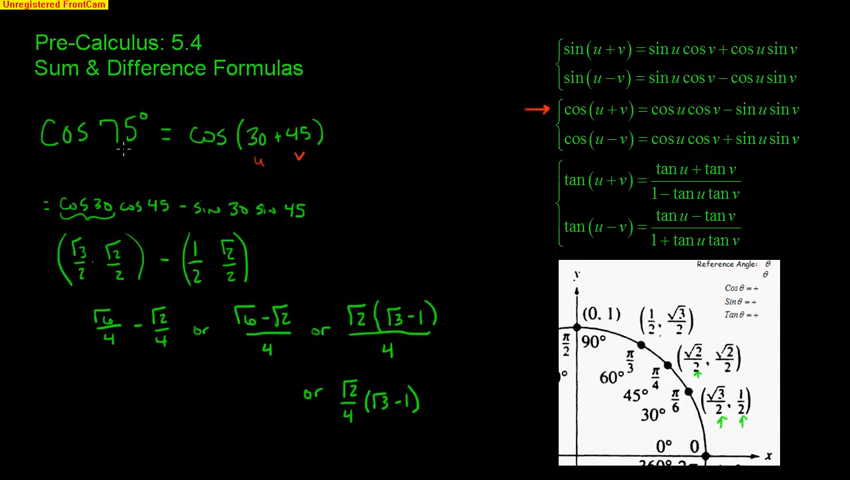 Unregistered FrontCam
Pre-Calculus: 5.4
Sum & Difference Formulas
Cos 75° = cos (30 + 45)
u v
= cos 30 cos 45 - sin 30 sin 45
(√3/2 · √2/2) - (1/2 · √2/2)
√6/4 - √2/4 or (√6 - √2)/4 or √2(√3 - 1)/4
or √2/4 (√3 - 1)
sin(u + v) = sin u cos v + cos u sin v
sin(u − v) = sin u cos v − cos u sin v
cos(u + v) = cos u cos v − sin u sin v
cos(u − v) = cos u cos v + sin u sin v
tan(u + v) = (tan u + tan v)/(1 − tan u tan v)
tan(u − v) = (tan u − tan v)/(1 + tan u tan v)
Reference Angle: θ
θ
Cos θ = ÷
Sin θ = ÷
Tan θ = ÷
y
(0. 1) (1/2, √3/2)
π/2 90°
π/3 (√2/2, √2/2)
60° π/4
45° π/6 (√3/2, 1/2)
30°
0° 0
x